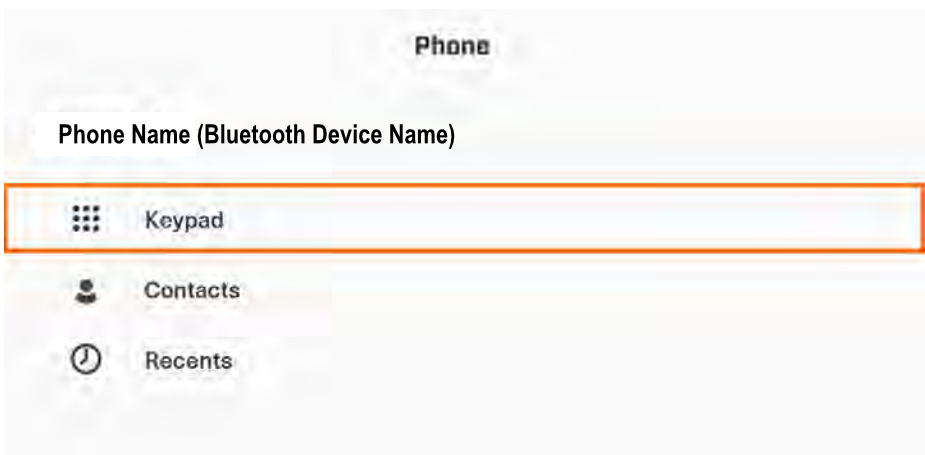 Phone
Phone Name (Bluetooth Device Name)
Keypad
Contacts
Recents